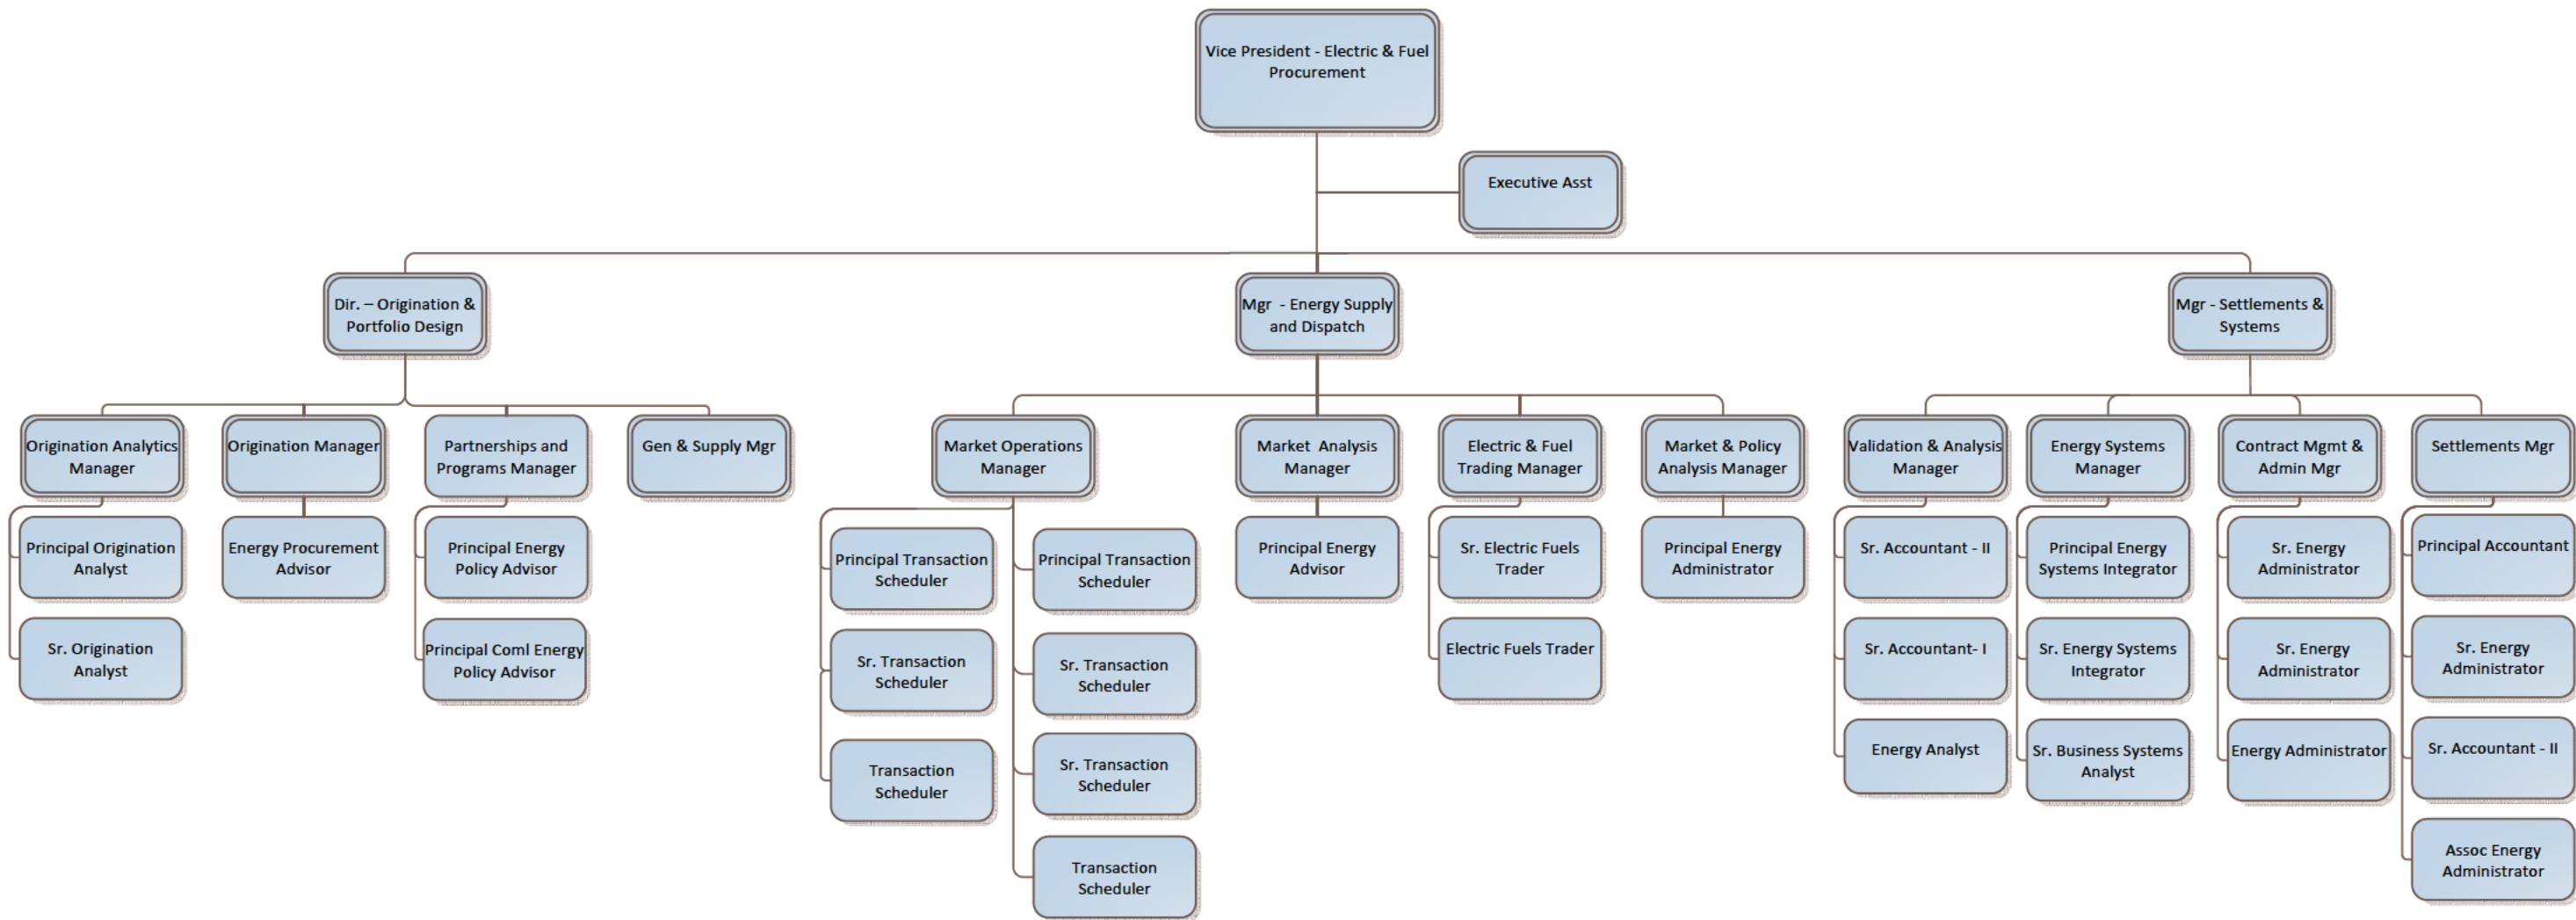 Vice President - Electric & Fuel
Procurement
Executive Asst
Dir. – Origination &
Portfolio Design
Mgr - Energy Supply
and Dispatch
Mgr - Settlements &
Systems
Origination Analytics
Manager
Origination Manager
Partnerships and
Programs Manager
Gen & Supply Mgr
Market Operations
Manager
Market Analysis
Manager
Electric & Fuel
Trading Manager
Market & Policy
Analysis Manager
Validation & Analysis
Manager
Energy Systems
Manager
Contract Mgmt &
Admin Mgr
Settlements Mgr
Principal Origination
Analyst
Energy Procurement
Advisor
Principal Energy
Policy Advisor
Principal Transaction
Scheduler
Principal Transaction
Scheduler
Principal Energy
Advisor
Sr. Electric Fuels
Trader
Principal Energy
Administrator
Sr. Accountant - II
Principal Energy
Systems Integrator
Sr. Energy
Administrator
Principal Accountant
Sr. Origination
Analyst
Principal Coml Energy
Policy Advisor
Sr. Transaction
Scheduler
Sr. Transaction
Scheduler
Electric Fuels Trader
Sr. Accountant- I
Sr. Energy Systems
Integrator
Sr. Energy
Administrator
Sr. Energy
Administrator
Transaction
Scheduler
Sr. Transaction
Scheduler
Energy Analyst
Sr. Business Systems
Analyst
Energy Administrator
Sr. Accountant - II
Transaction
Scheduler
Assoc Energy
Administrator